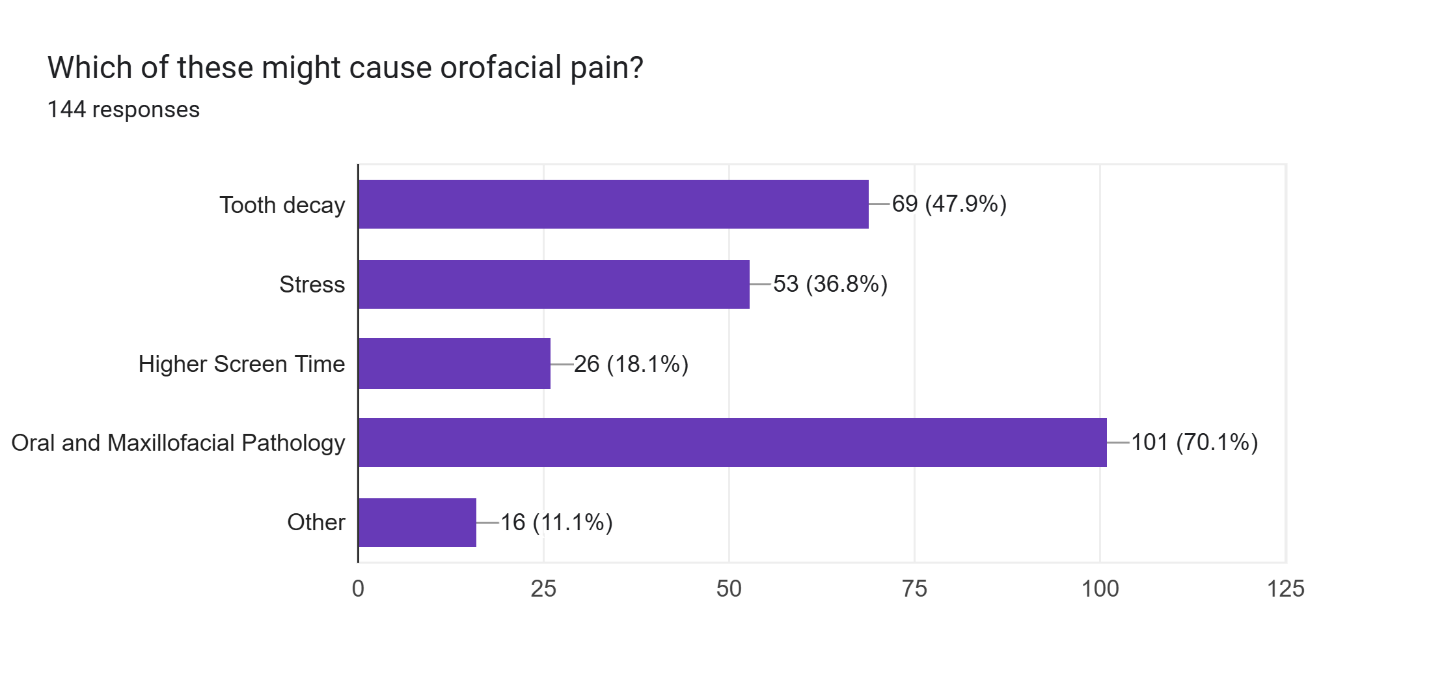 Which of these might cause orofacial pain?
144 responses
Tooth decay 69 (47.9%)
Stress 53 (36.8%)
Higher Screen Time 26 (18.1%)
Oral and Maxillofacial Pathology 101 (70.1%)
Other 16 (11.1%)
0 25 50 75 100 125